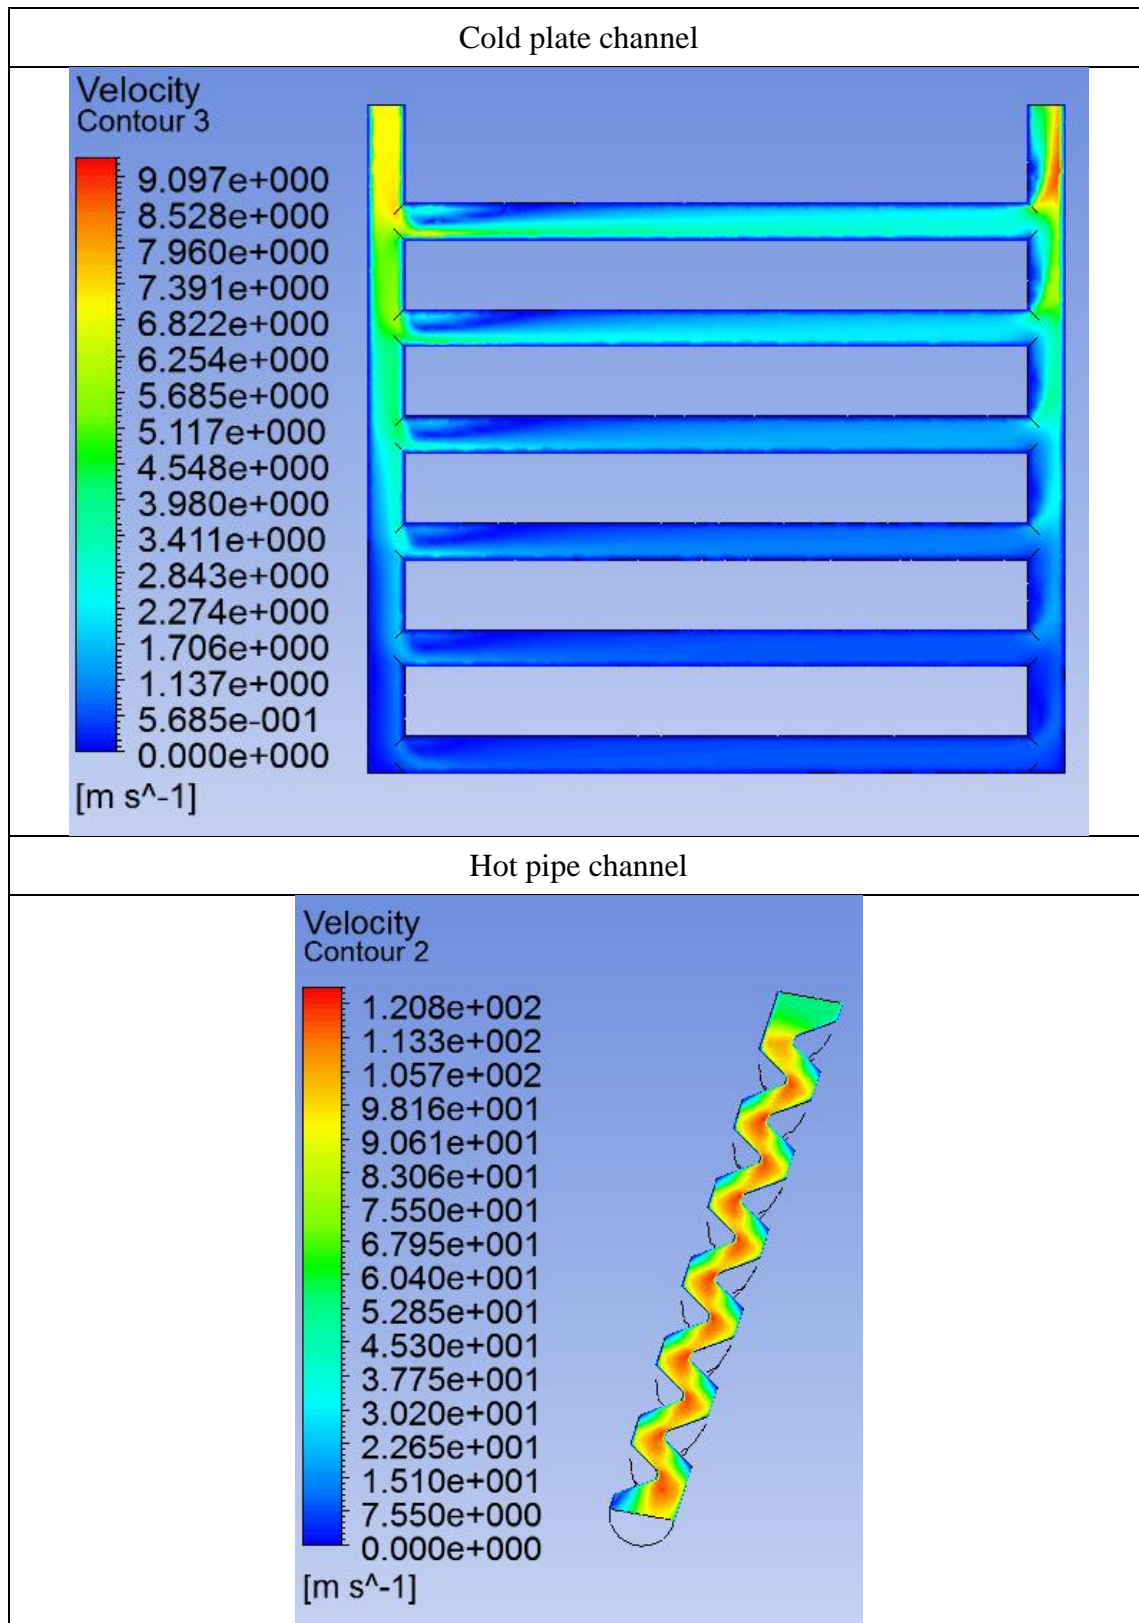 Cold plate channel
Velocity
Contour 3
9.097e+000
8.528e+000
7.960e+000
7.391e+000
6.822e+000
6.254e+000
5.685e+000
5.117e+000
4.548e+000
3.980e+000
3.411e+000
2.843e+000
2.274e+000
1.706e+000
1.137e+000
5.685e-001
0.000e+000
[m s^-1]
Hot pipe channel
Velocity
Contour 2
1.208e+002
1.133e+002
1.057e+002
9.816e+001
9.061e+001
8.306e+001
7.550e+001
6.795e+001
6.040e+001
5.285e+001
4.530e+001
3.775e+001
3.020e+001
2.265e+001
1.510e+001
7.550e+000
0.000e+000
[m s^-1]